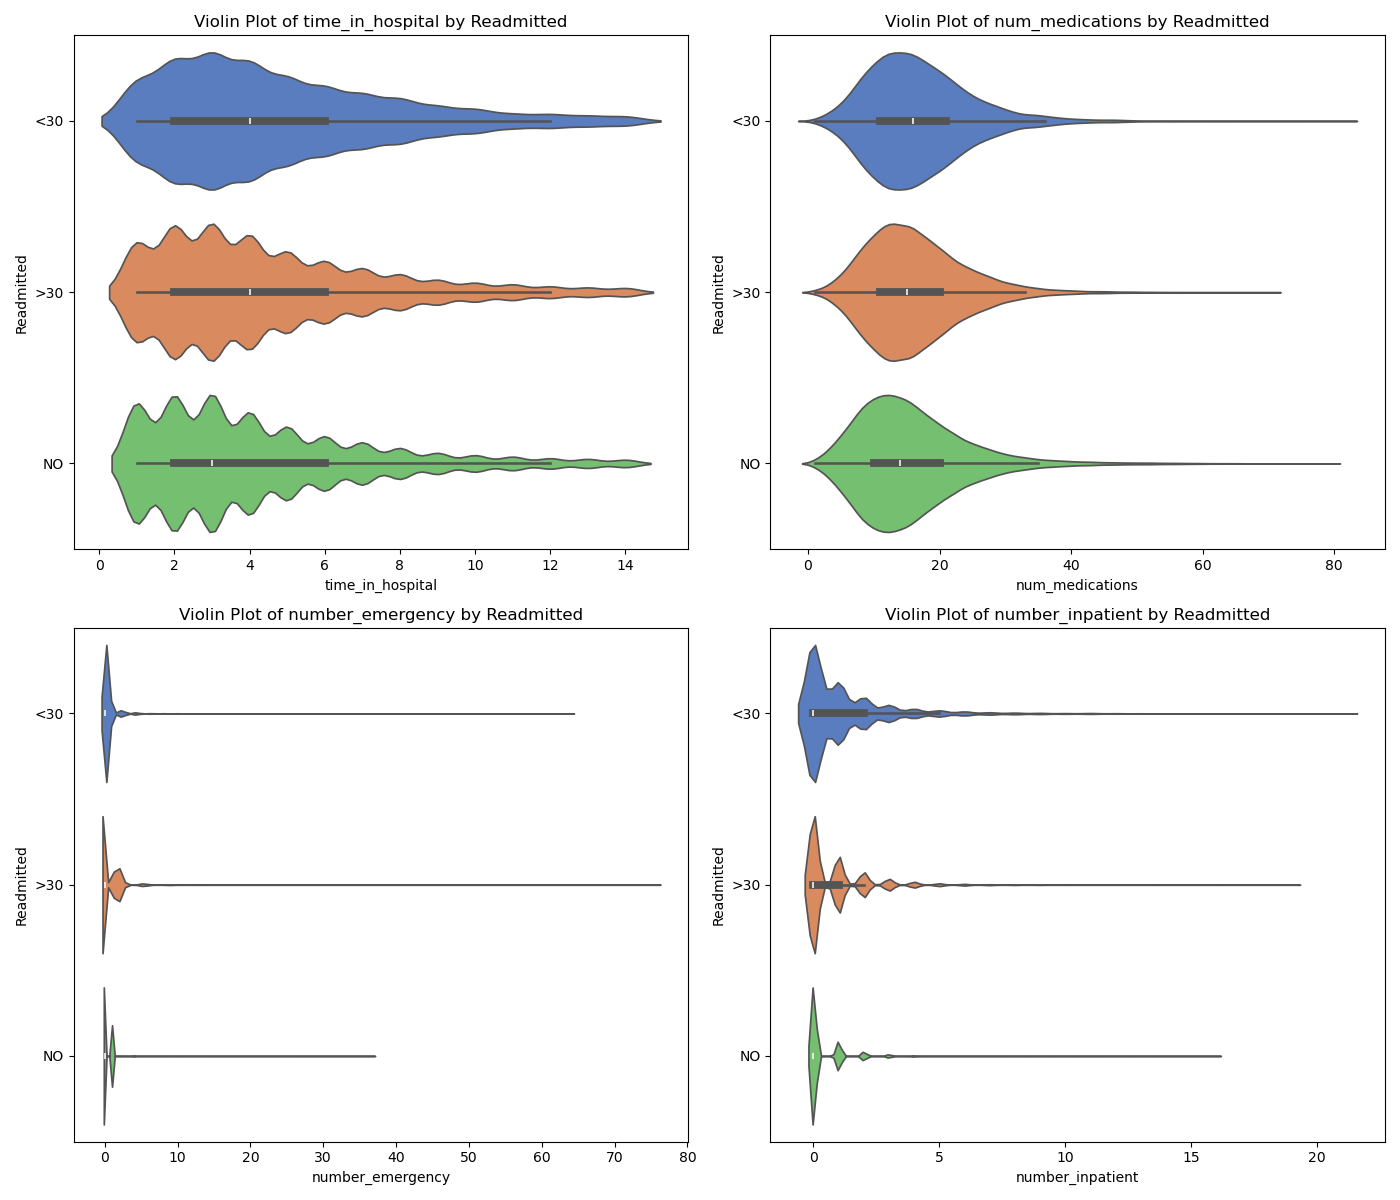 Violin Plot of time_in_hospital by Readmitted
Readmitted
<30
>30
NO
0 2 4 6 8 10 12 14
time_in_hospital
Violin Plot of num_medications by Readmitted
Readmitted
<30
>30
NO
0 20 40 60 80
num_medications
Violin Plot of number_emergency by Readmitted
Readmitted
<30
>30
NO
0 10 20 30 40 50 60 70 80
number_emergency
Violin Plot of number_inpatient by Readmitted
Readmitted
<30
>30
NO
0 5 10 15 20
number_inpatient